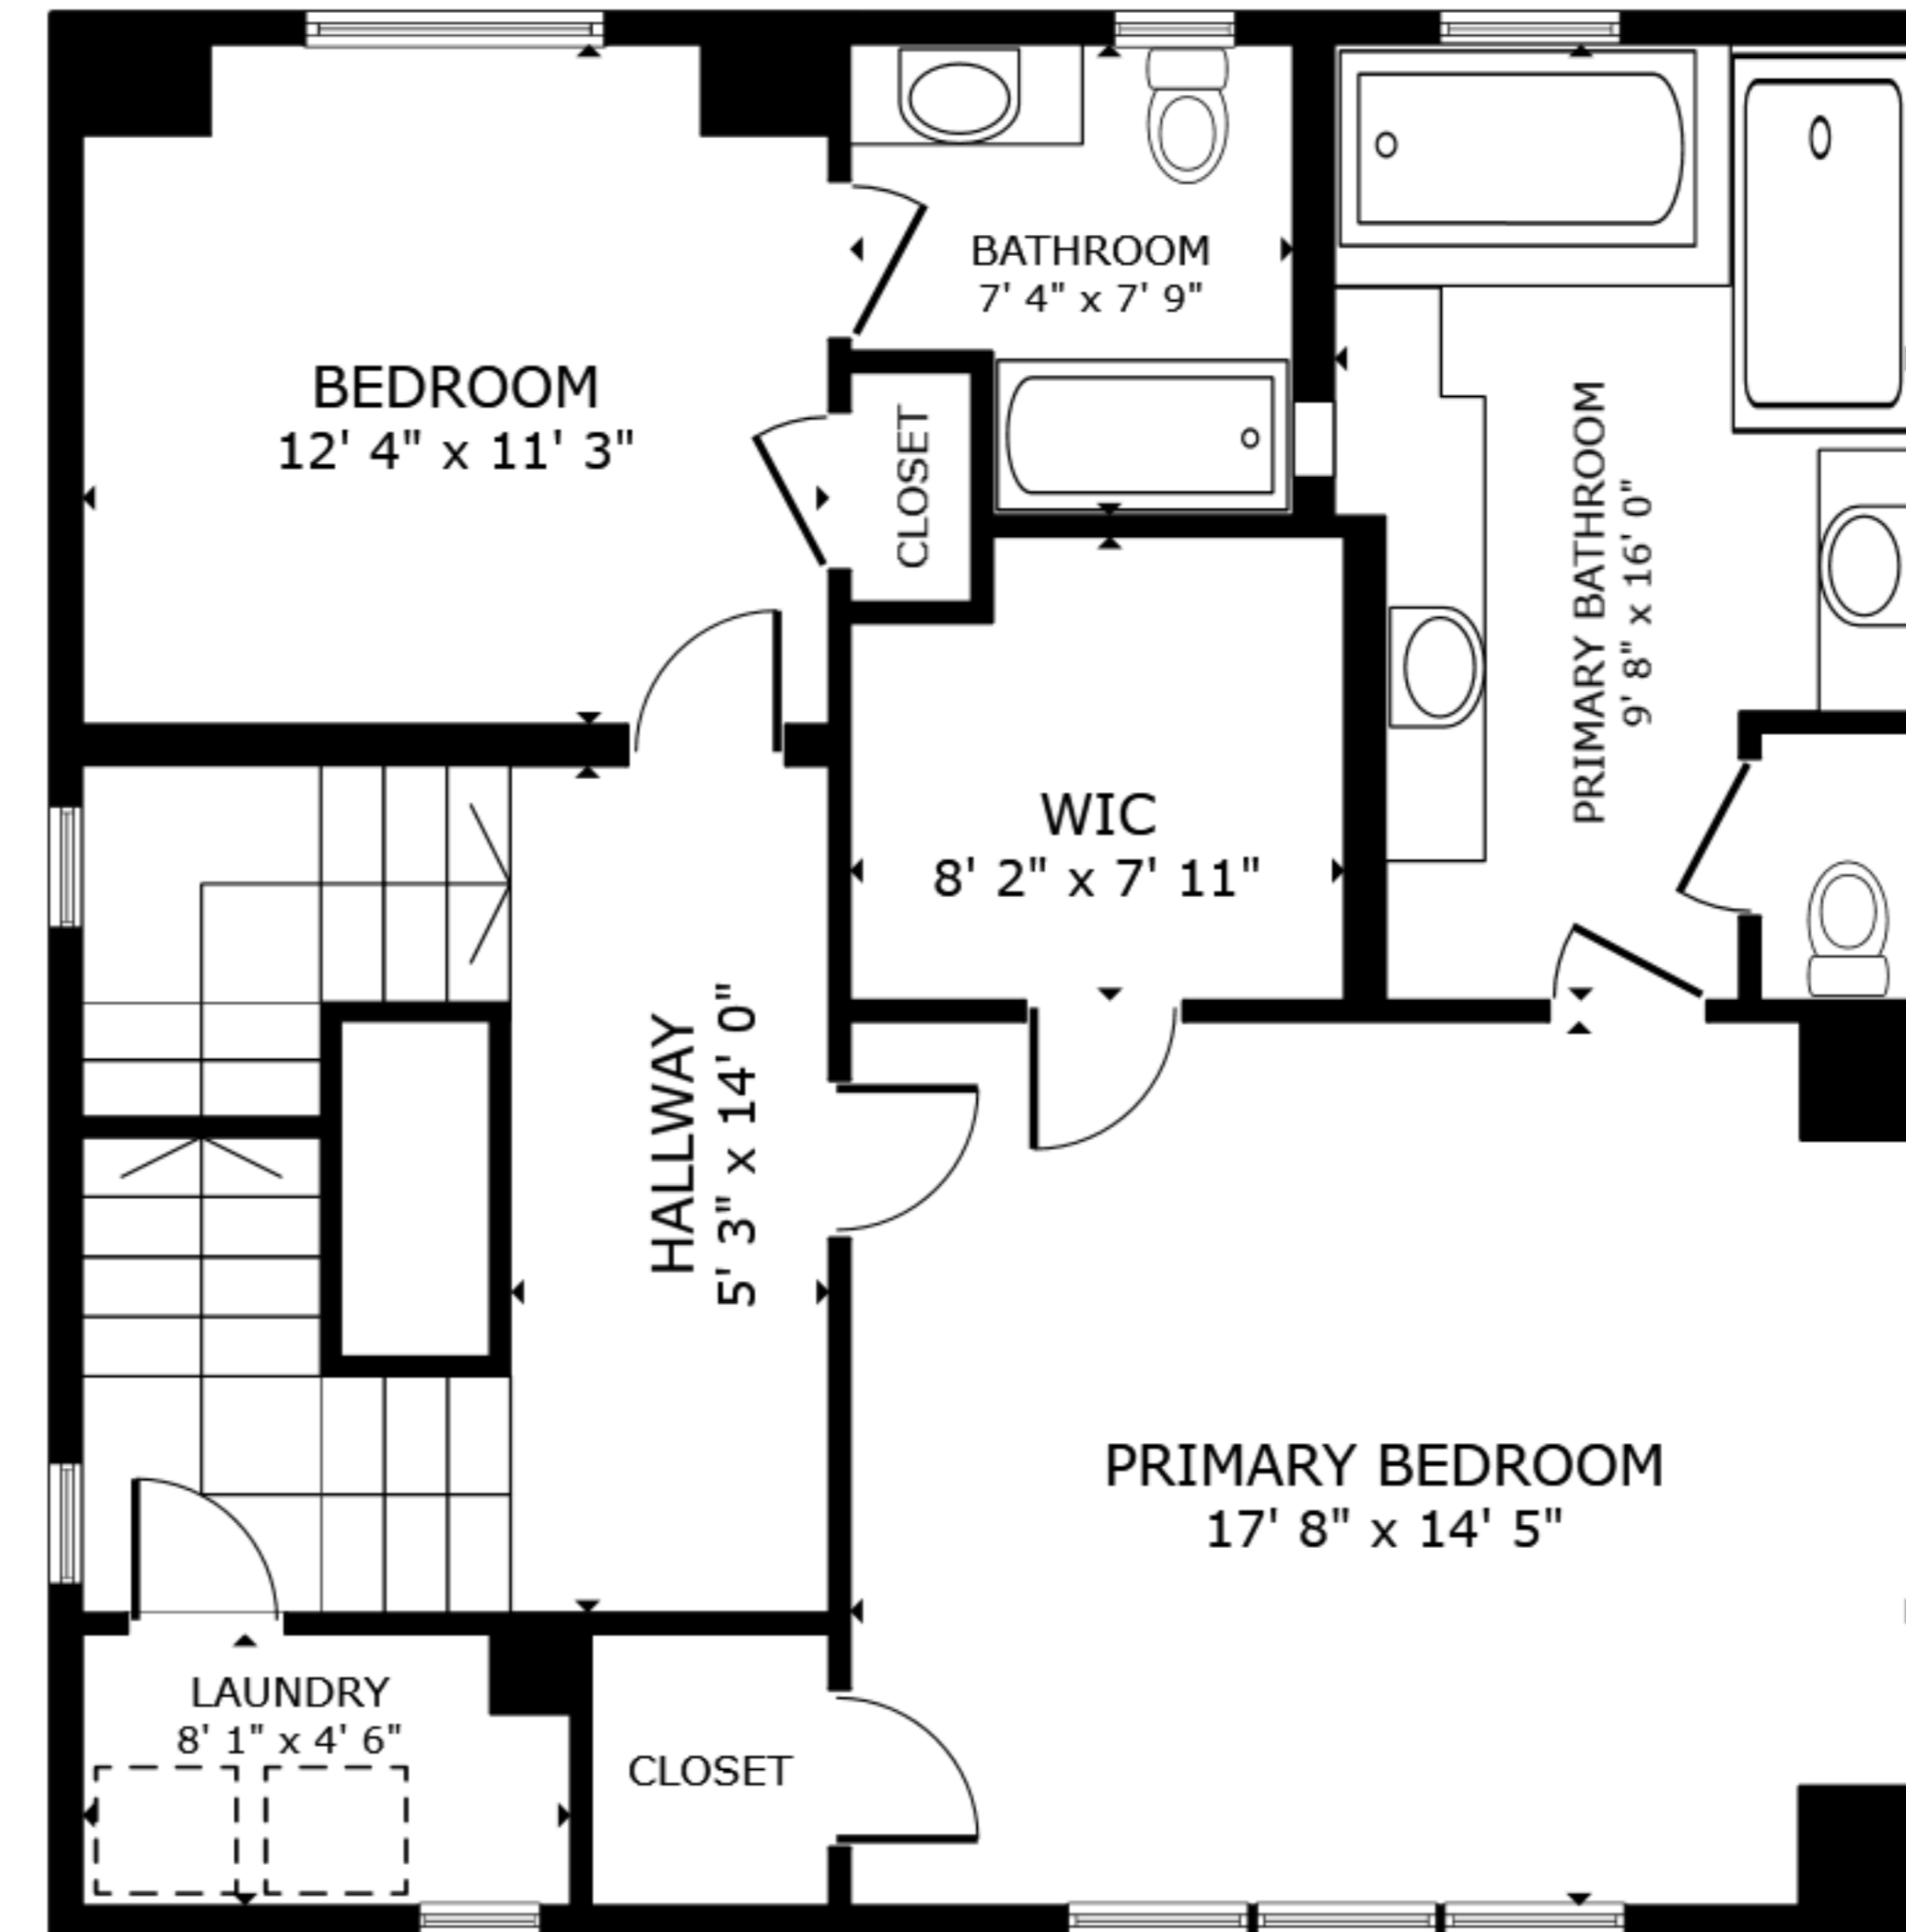 BATHROOM
7' 4" x 7' 9"
BEDROOM
12' 4" x 11' 3"
CLOSET
PRIMARY BATHROOM
9' 8" x 16' 0"
WIC
8' 2" x 7' 11"
HALLWAY
5' 3" x 14' 0"
PRIMARY BEDROOM
17' 8" x 14' 5"
LAUNDRY
8' 1" x 4' 6"
CLOSET